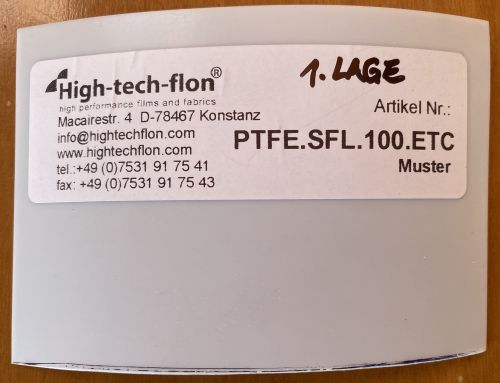 High-tech-flon®
high performance films and fabrics
Macairestr. 4 D-78467 Konstanz
info@hightechflon.com
www.hightechflon.com
tel.:+49 (0)7531 91 75 41
fax: +49 (0)7531 91 75 43
1. LAGE
Artikel Nr.:
PTFE.SFL.100.ETC
Muster